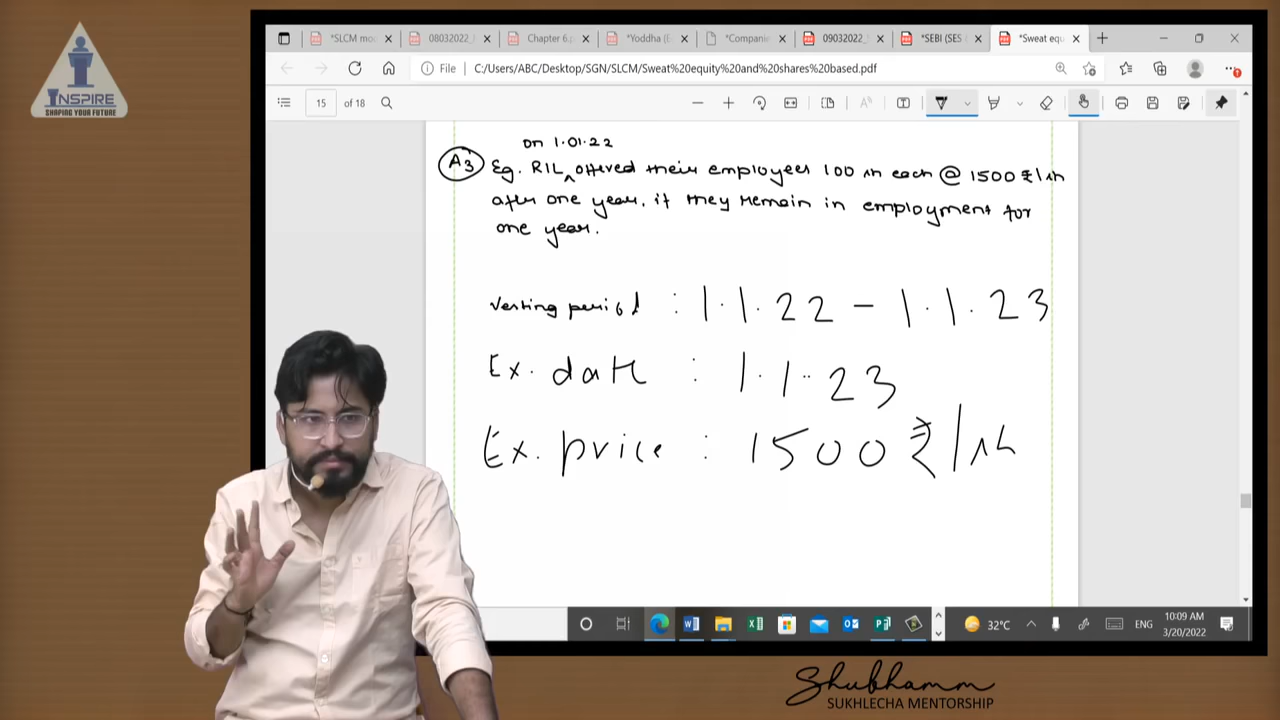 INSPIRE
SHAPING YOUR FUTURE
*SLCM mo
08032022_
Chapter 6.p
*Yoddha (E
*Companie
09032022_
*SEBI (SES
*Sweat equ
File
C:/Users/ABC/Desktop/SGN/SLCM/Sweat%20equity%20and%20shares%20based.pdf
15 of 18
on 1.01.22
A3 Eg. RIL ^ offered their employees 100 sh each @ 1500 ₹/sh
after one year, if they remain in employment for
one year.
Vesting period : 1.1.22 – 1.1.23
Ex. date : 1.1.23
Ex. price : 1500 ₹/sh
32°C
ENG
10:09 AM
3/20/2022
Shubhamm
SUKHLECHA MENTORSHIP